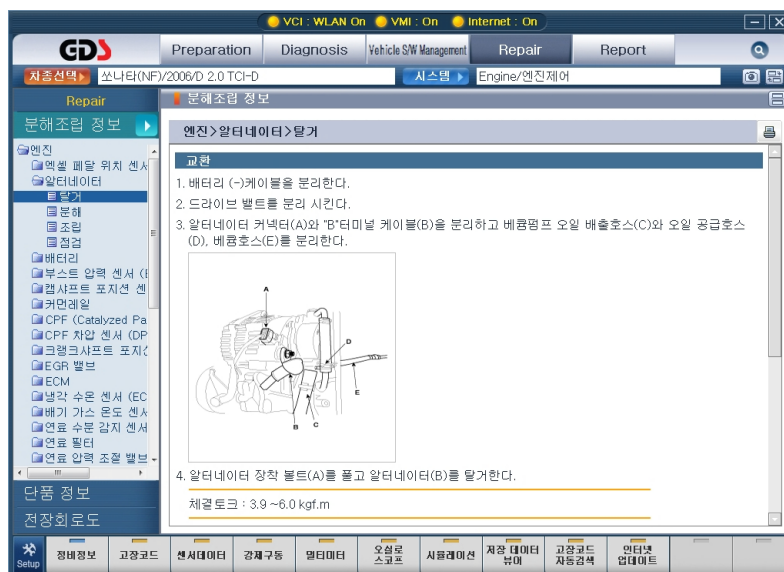 VCI : WLAN On VMI : On Internet : On
GDS
Preparation Diagnosis Vehicle S/W Management Repair Report
차종선택 쏘나타(NF)/2006/D 2.0 TCI-D 시스템 Engine/엔진제어
Repair
분해조립 정보
엔진
엑셀 페달 위치 센서
알터네이터
탈거
분해
조립
점검
배터리
부스트 압력 센서 (
캠샤프트 포지션 센
커먼레일
CPF (Catalyzed Pa
CPF 차압 센서 (DP
크랭크샤프트 포지션
EGR 밸브
ECM
냉각 수온 센서 (EC
배기 가스 온도 센서
연료 수분 감지 센서
연료 필터
연료 압력 조절 밸브
단품 정보
전장회로도
분해조립 정보
엔진>알터네이터>탈거
교환
1. 배터리 (-)케이블을 분리한다.
2. 드라이브 밸트를 분리 시킨다.
3. 알터네이터 커넥터(A)와 "B"터미널 케이블(B)을 분리하고 베큠펌프 오일 배출호스(C)와 오일 공급호스
(D), 베큠호스(E)를 분리한다.
A
D
E
B
C
4. 알터네이터 장착 볼트(A)를 풀고 알터네이터(B)를 탈거한다.
체결토크 : 3.9 ~6.0 kgf.m
Setup 정비정보 고장코드 센서데이터 강제구동 멀티미터 오실로 스코프 시뮬레이션 저장 데이터 뷰어 고장코드 자동검색 인터넷 업데이트